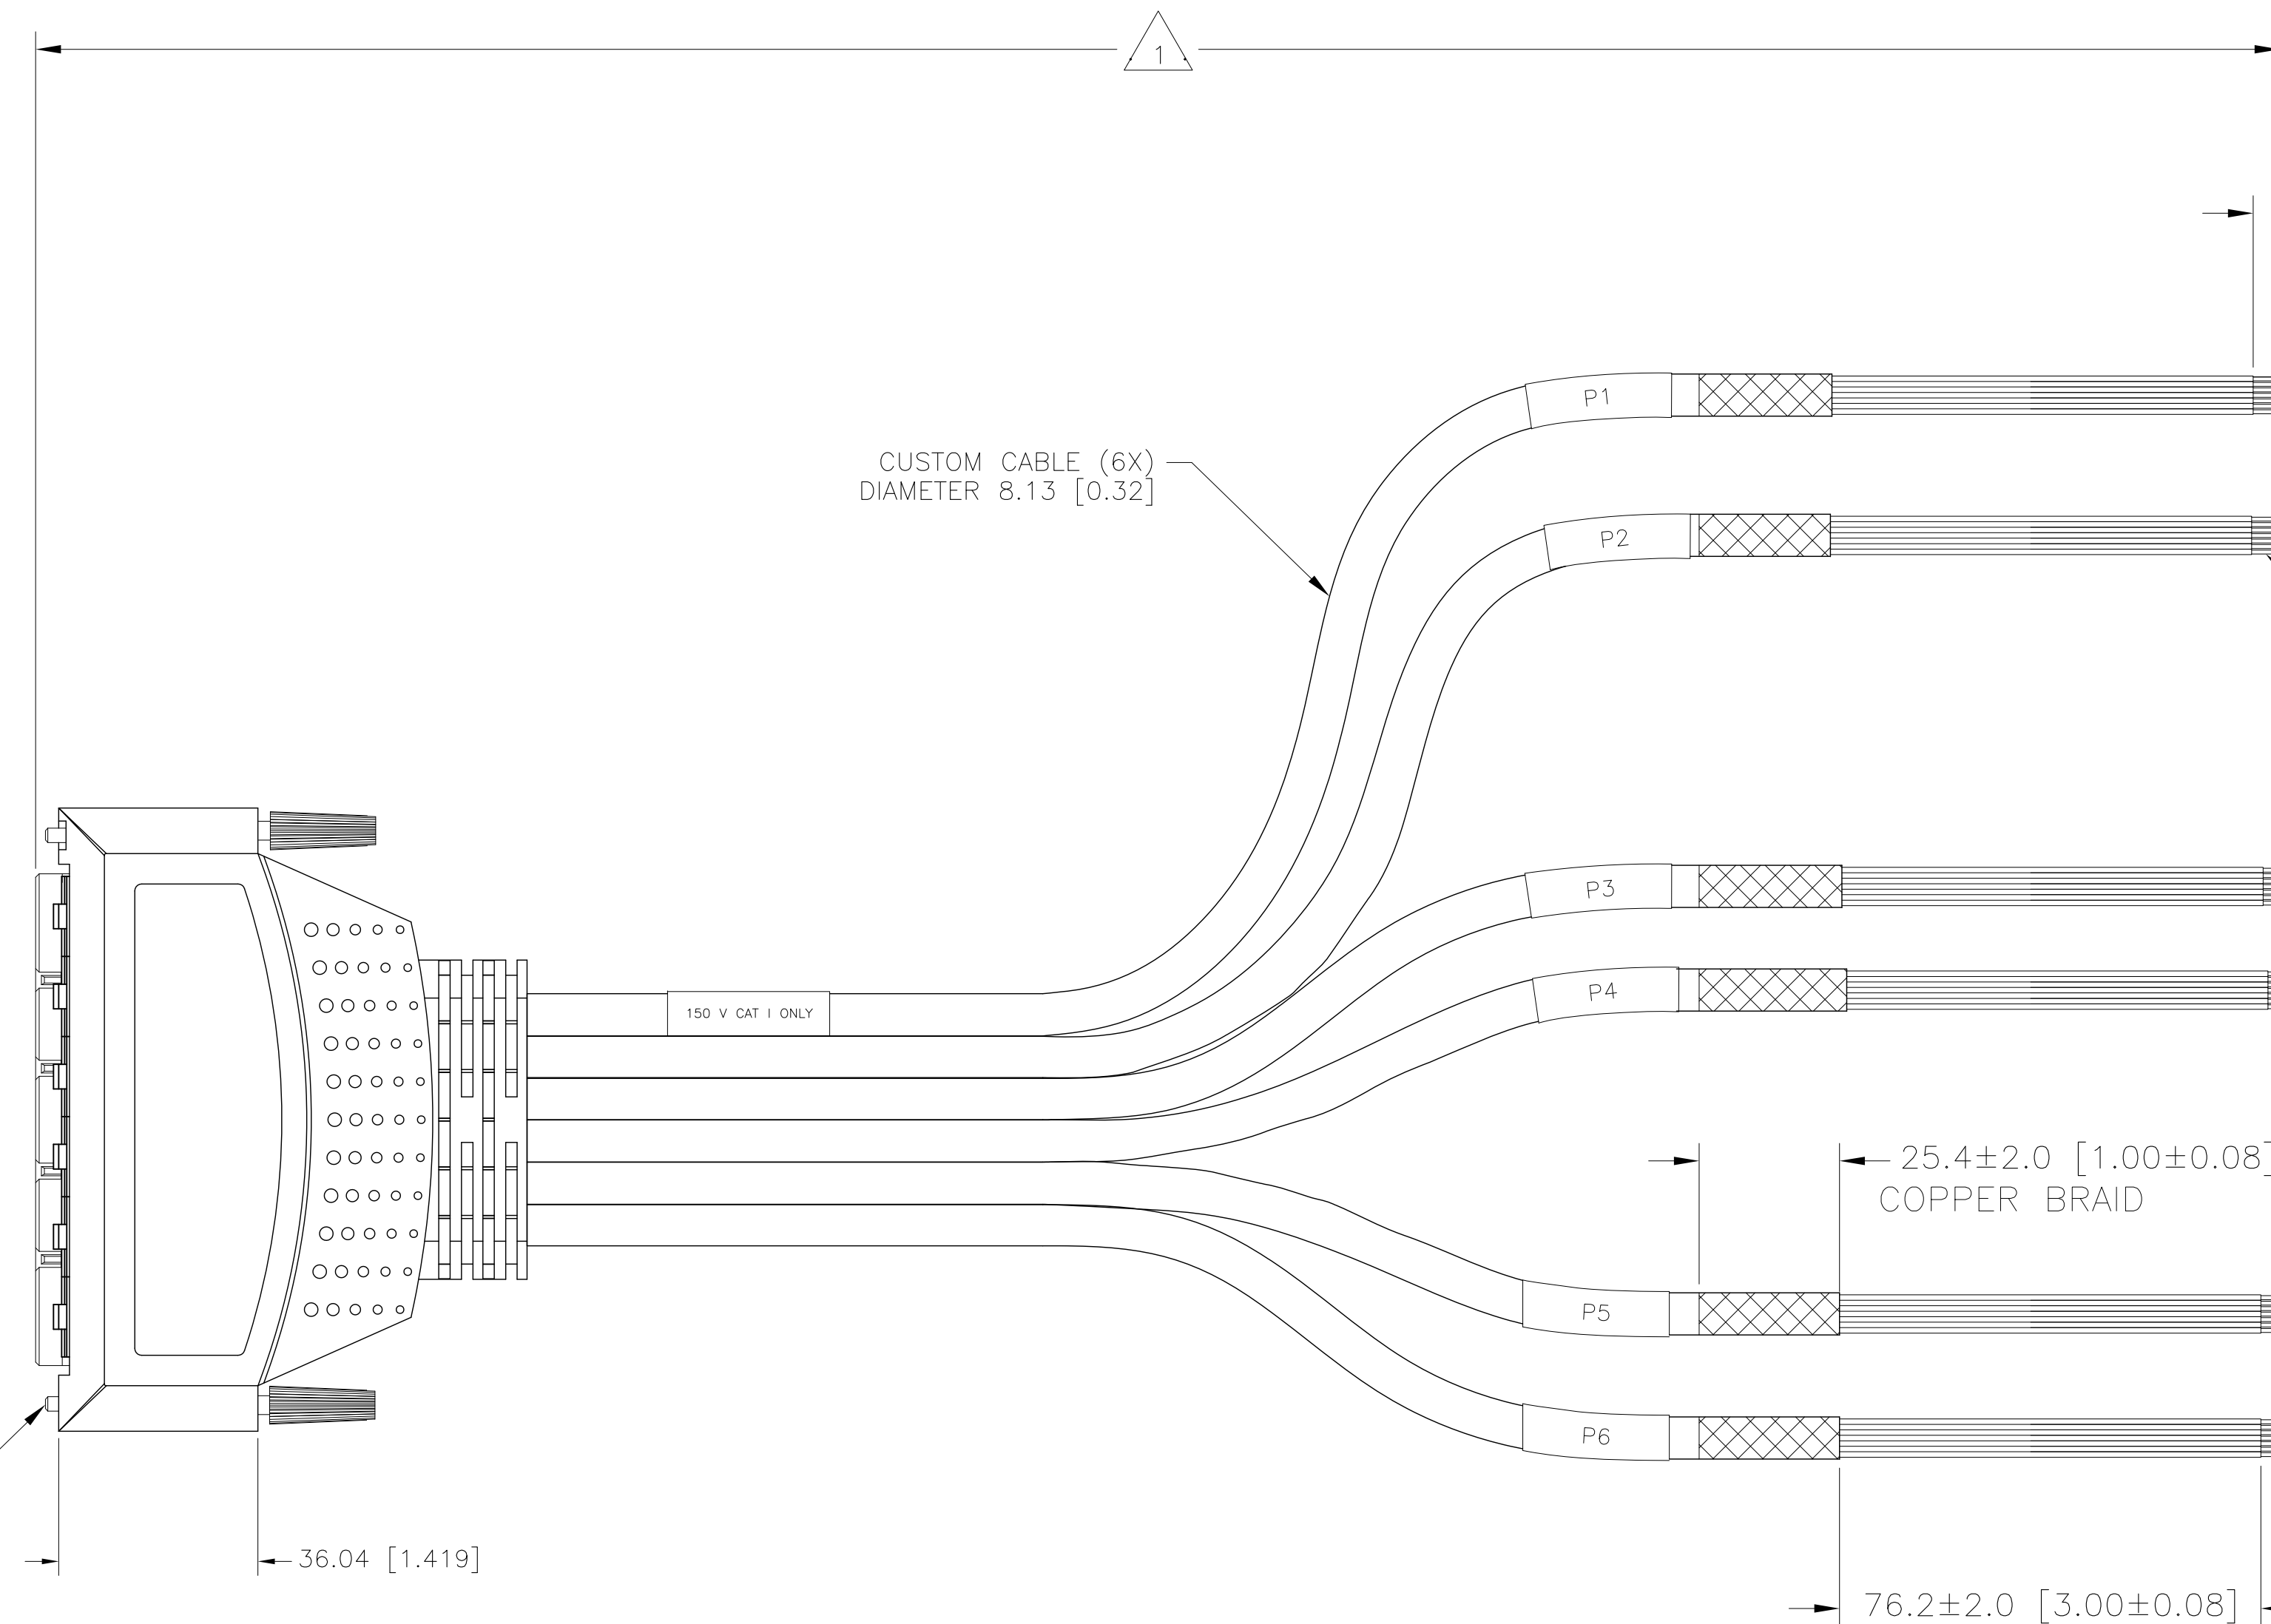 1
CUSTOM CABLE (6X)
DIAMETER 8.13 [0.32]
P1
P2
P3
P4
150 V CAT I ONLY
25.4±2.0 [1.00±0.08]
COPPER BRAID
P5
P6
36.04 [1.419]
76.2±2.0 [3.00±0.08]